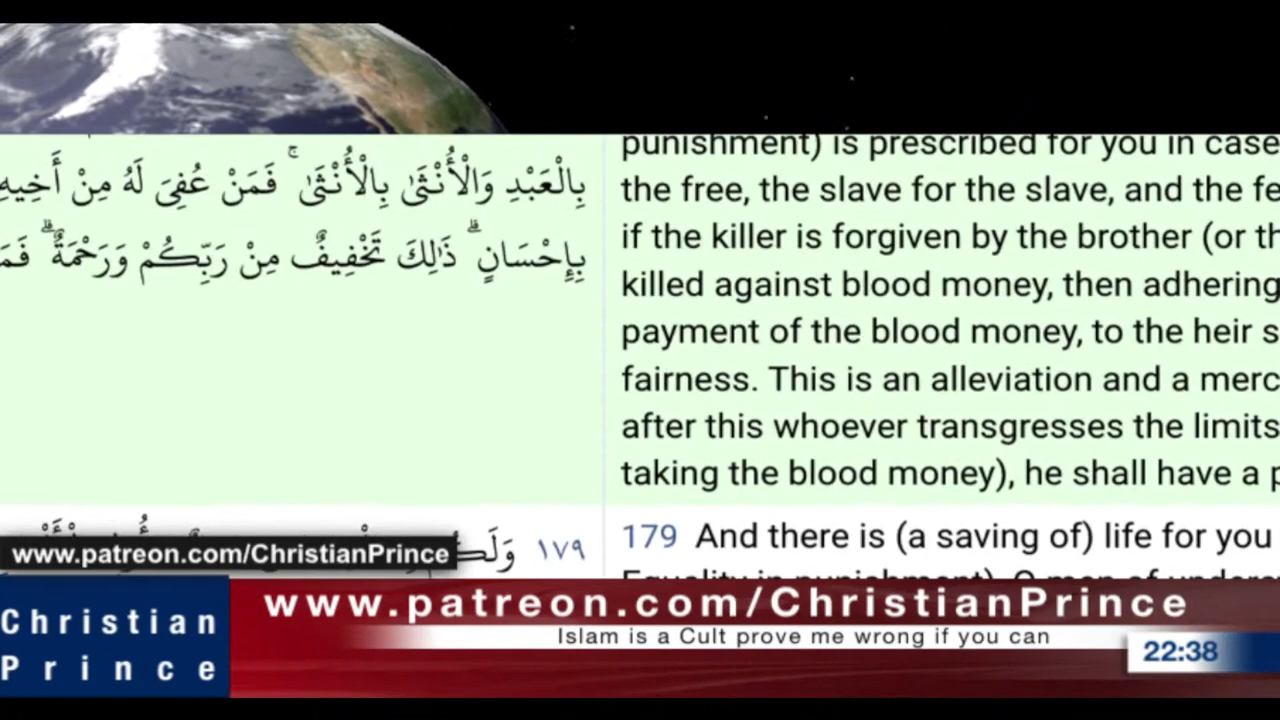 بِالْعَبْدِ وَالْأُنْثَىٰ بِالْأُنْثَىٰ ۚ فَمَنْ عُفِيَ لَهُ مِنْ أَخِيهِ
بِإِحْسَانٍ ۗ ذَٰلِكَ تَخْفِيفٌ مِنْ رَبِّكُمْ وَرَحْمَةٌ ۗ
١٧٩
punishment) is prescribed for you in case
the free, the slave for the slave, and the
if the killer is forgiven by the brother (or
killed against blood money, then adhering
payment of the blood money, to the heir
fairness. This is an alleviation and a
after this whoever transgresses the limits
taking the blood money), he shall have a
179 And there is (a saving of) life for you
www.patreon.com/ChristianPrince
Christian
Prince
www.patreon.com/ChristianPrince
Islam is a Cult prove me wrong if you can
22:38